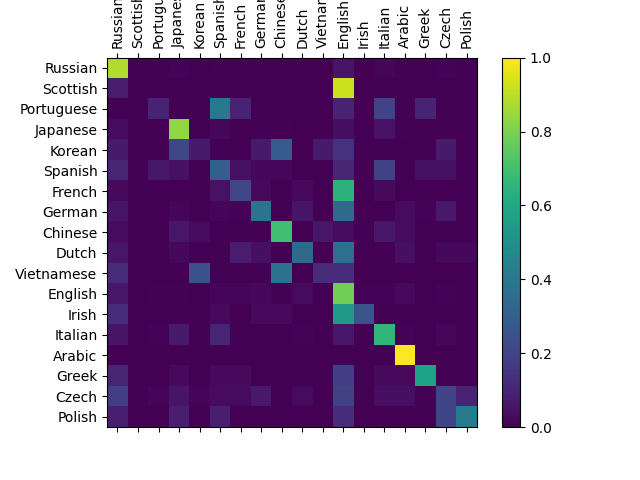 Russian
Scottish
Portugu
Japanes
Korean
Spanish
French
German
Chinese
Dutch
Vietnam
English
Irish
Italian
Arabic
Greek
Czech
Polish
Russian
Scottish
Portuguese
Japanese
Korean
Spanish
French
German
Chinese
Dutch
Vietnamese
English
Irish
Italian
Arabic
Greek
Czech
Polish
1.0
0.8
0.6
0.4
0.2
0.0